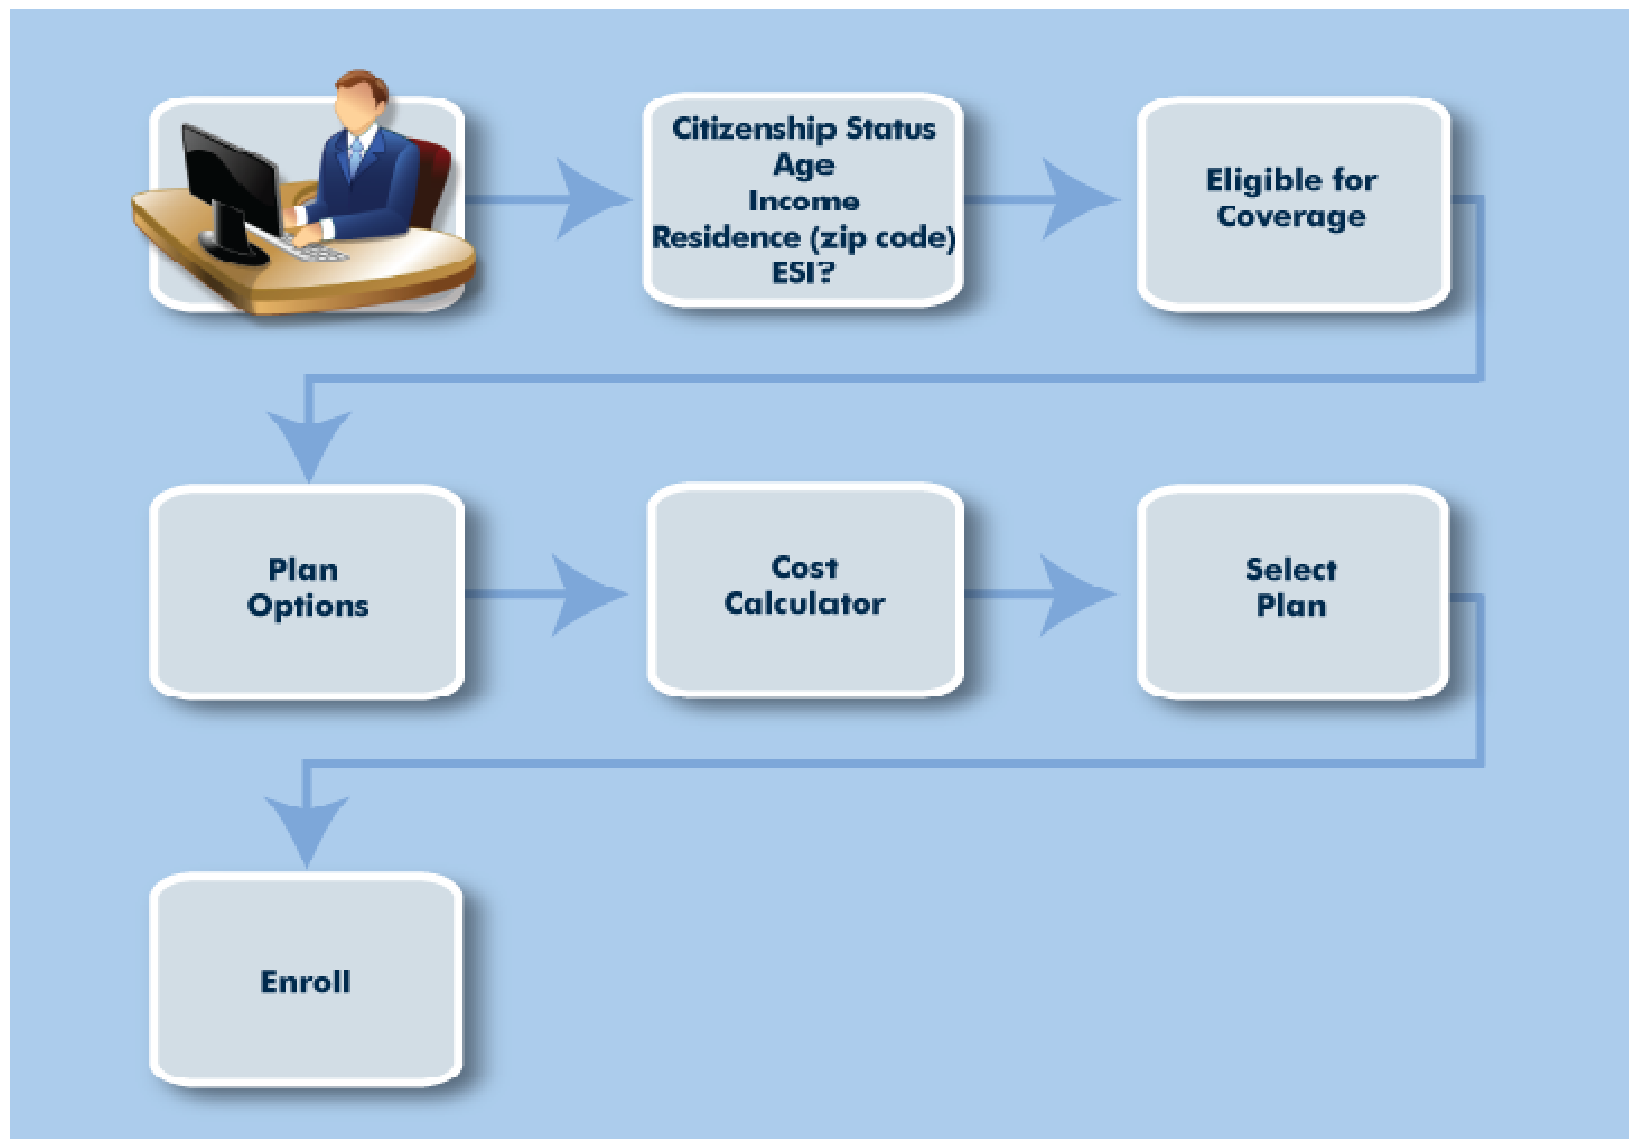 Citizenship Status
Age
Income
Residence (zip code)
ESI?
Eligible for
Coverage
Plan
Options
Cost
Calculator
Select
Plan
Enroll